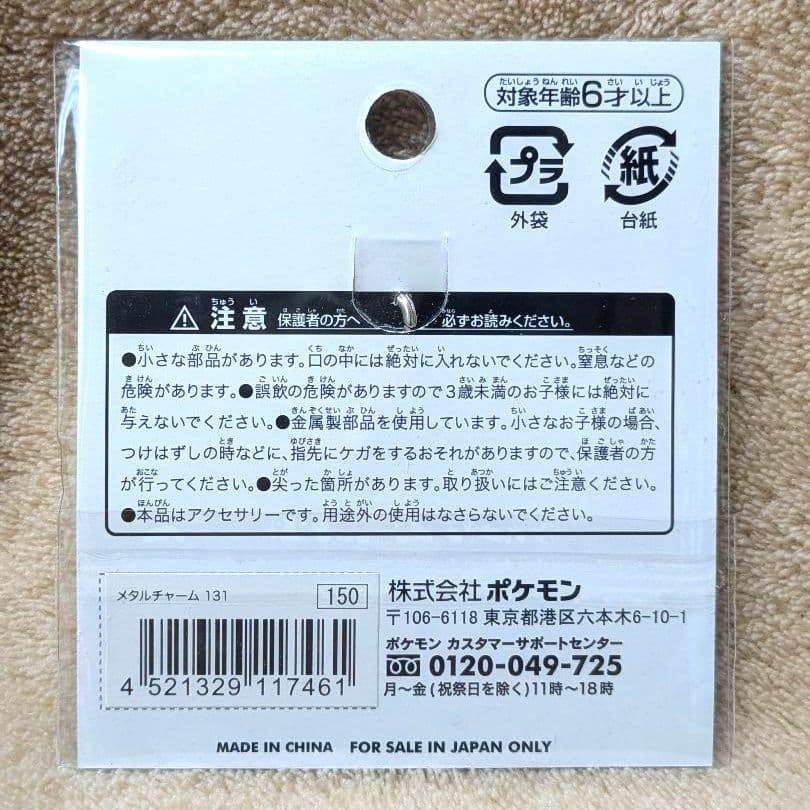 対象年齢6才以上
プラ
紙
外袋
台紙
注意 保護者の方へ 必ずお読みください。
●小さな部品があります。口の中には絶対に入れないでください。窒息などの
危険があります。●誤飲の危険がありますので3歳未満のお子様には絶対に
与えないでください。●金属製部品を使用しています。小さなお子様の場合、
つけはずしの時などに、指先にケガをするおそれがありますので、保護者の方
が行ってください。●尖った箇所があります。取り扱いにはご注意ください。
●本品はアクセサリーです。用途外の使用はなさらないでください。
メタルチャーム 131
150
4 521329 117461
株式会社 ポケモン
〒106-6118 東京都港区六本木6-10-1
ポケモン カスタマーサポートセンター
0120-049-725
月〜金(祝祭日を除く)11時〜18時
MADE IN CHINA FOR SALE IN JAPAN ONLY